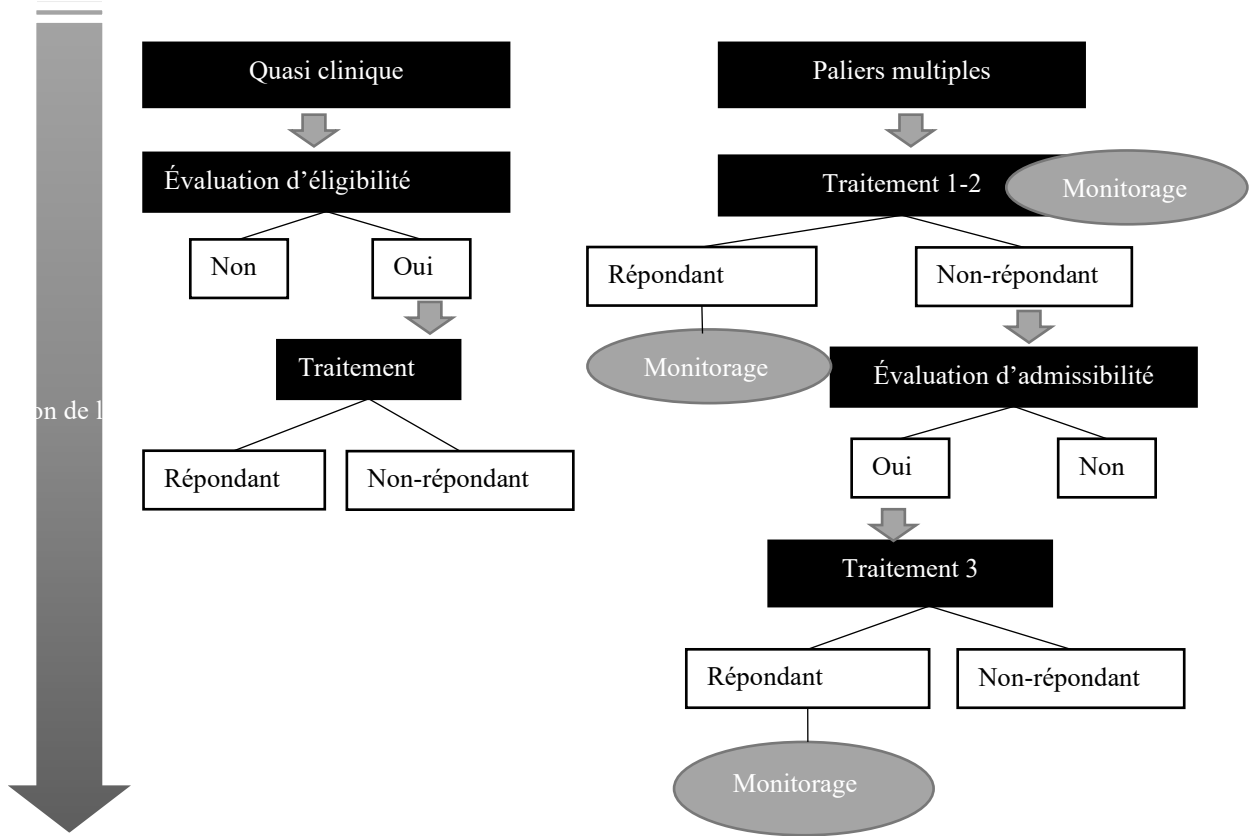 Quasi clinique
Évaluation d’éligibilité
Non
Oui
Traitement
Répondant
Non-répondant
Paliers multiples
Traitement 1-2
Monitorage
Répondant
Non-répondant
Monitorage
Évaluation d’admissibilité
Oui
Non
Traitement 3
Répondant
Non-répondant
Monitorage
de